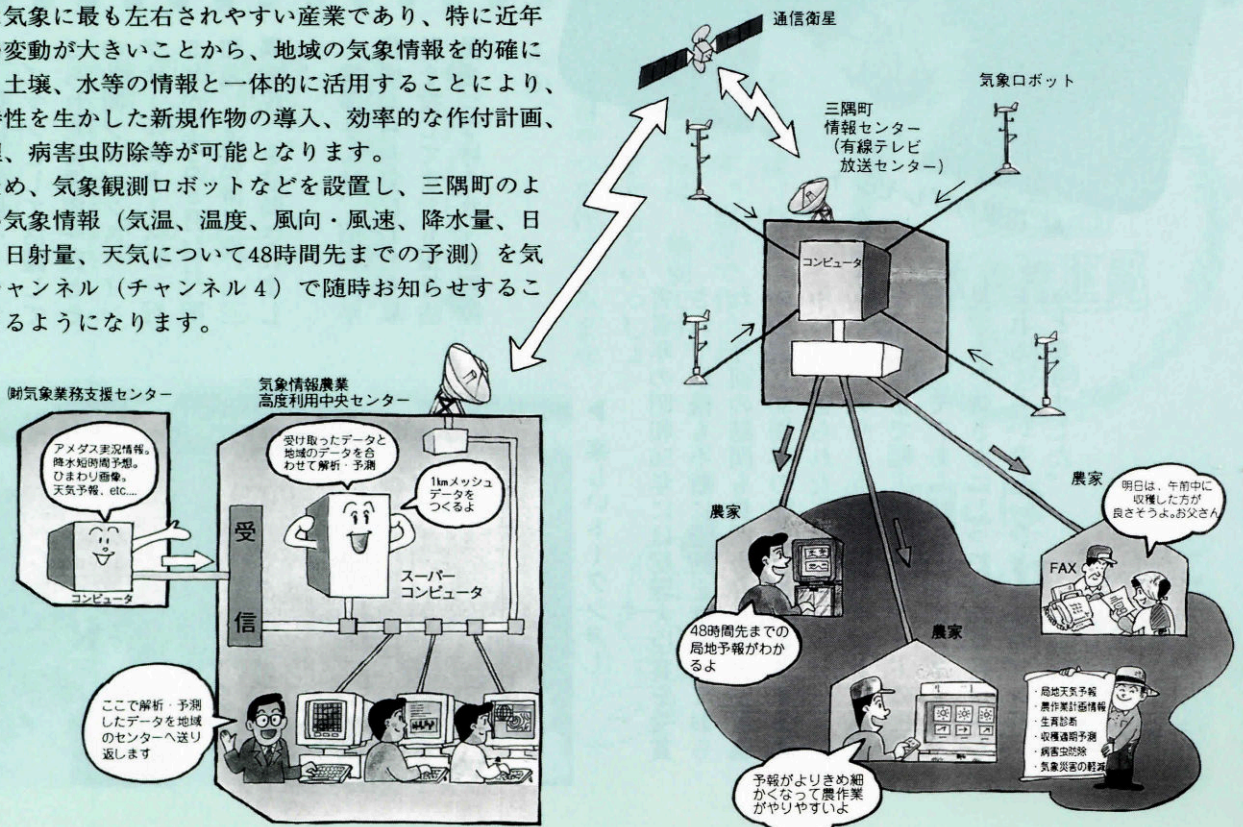 気象に最も左右されやすい産業であり、特に近年
変動が大きいことから、地域の気象情報を的確に
土壌、水等の情報と一体的に活用することにより、
性を生かした新規作物の導入、効率的な作付計画、
、病害虫防除等が可能となります。
め、気象観測ロボットなどを設置し、三隅町のよ
気象情報（気温、温度、風向・風速、降水量、日
日射量、天気について48時間先までの予測）を気
ャンネル（チャンネル４）で随時お知らせするこ
るようになります。
通信衛星
気象ロボット
三隅町
情報センター
（有線テレビ
放送センター）
コンピュータ
㈶気象業務支援センター
アメダス実況情報。
降水短時間予想。
ひまわり画像。
天気予報、etc....
コンピュータ
気象情報農業
高度利用中央センター
受け取ったデータと
地域のデータを合
わせて解析・予測
1kmメッシュ
データを
つくるよ
受
信
スーパー
コンピュータ
ここで解析・予測
したデータを地域
のセンターへ送り
返します
農家
48時間先までの
局地予報がわか
るよ
農家
予報がよりきめ細
かくなって農作業
がやりやすいよ
農家
明日は、午前中に
収穫した方が
良さそうよ。お父さん
FAX
・局地天気予報
・農作業計画情報
・生育診断
・収穫適期予測
・病害虫防除
・気象災害の軽減